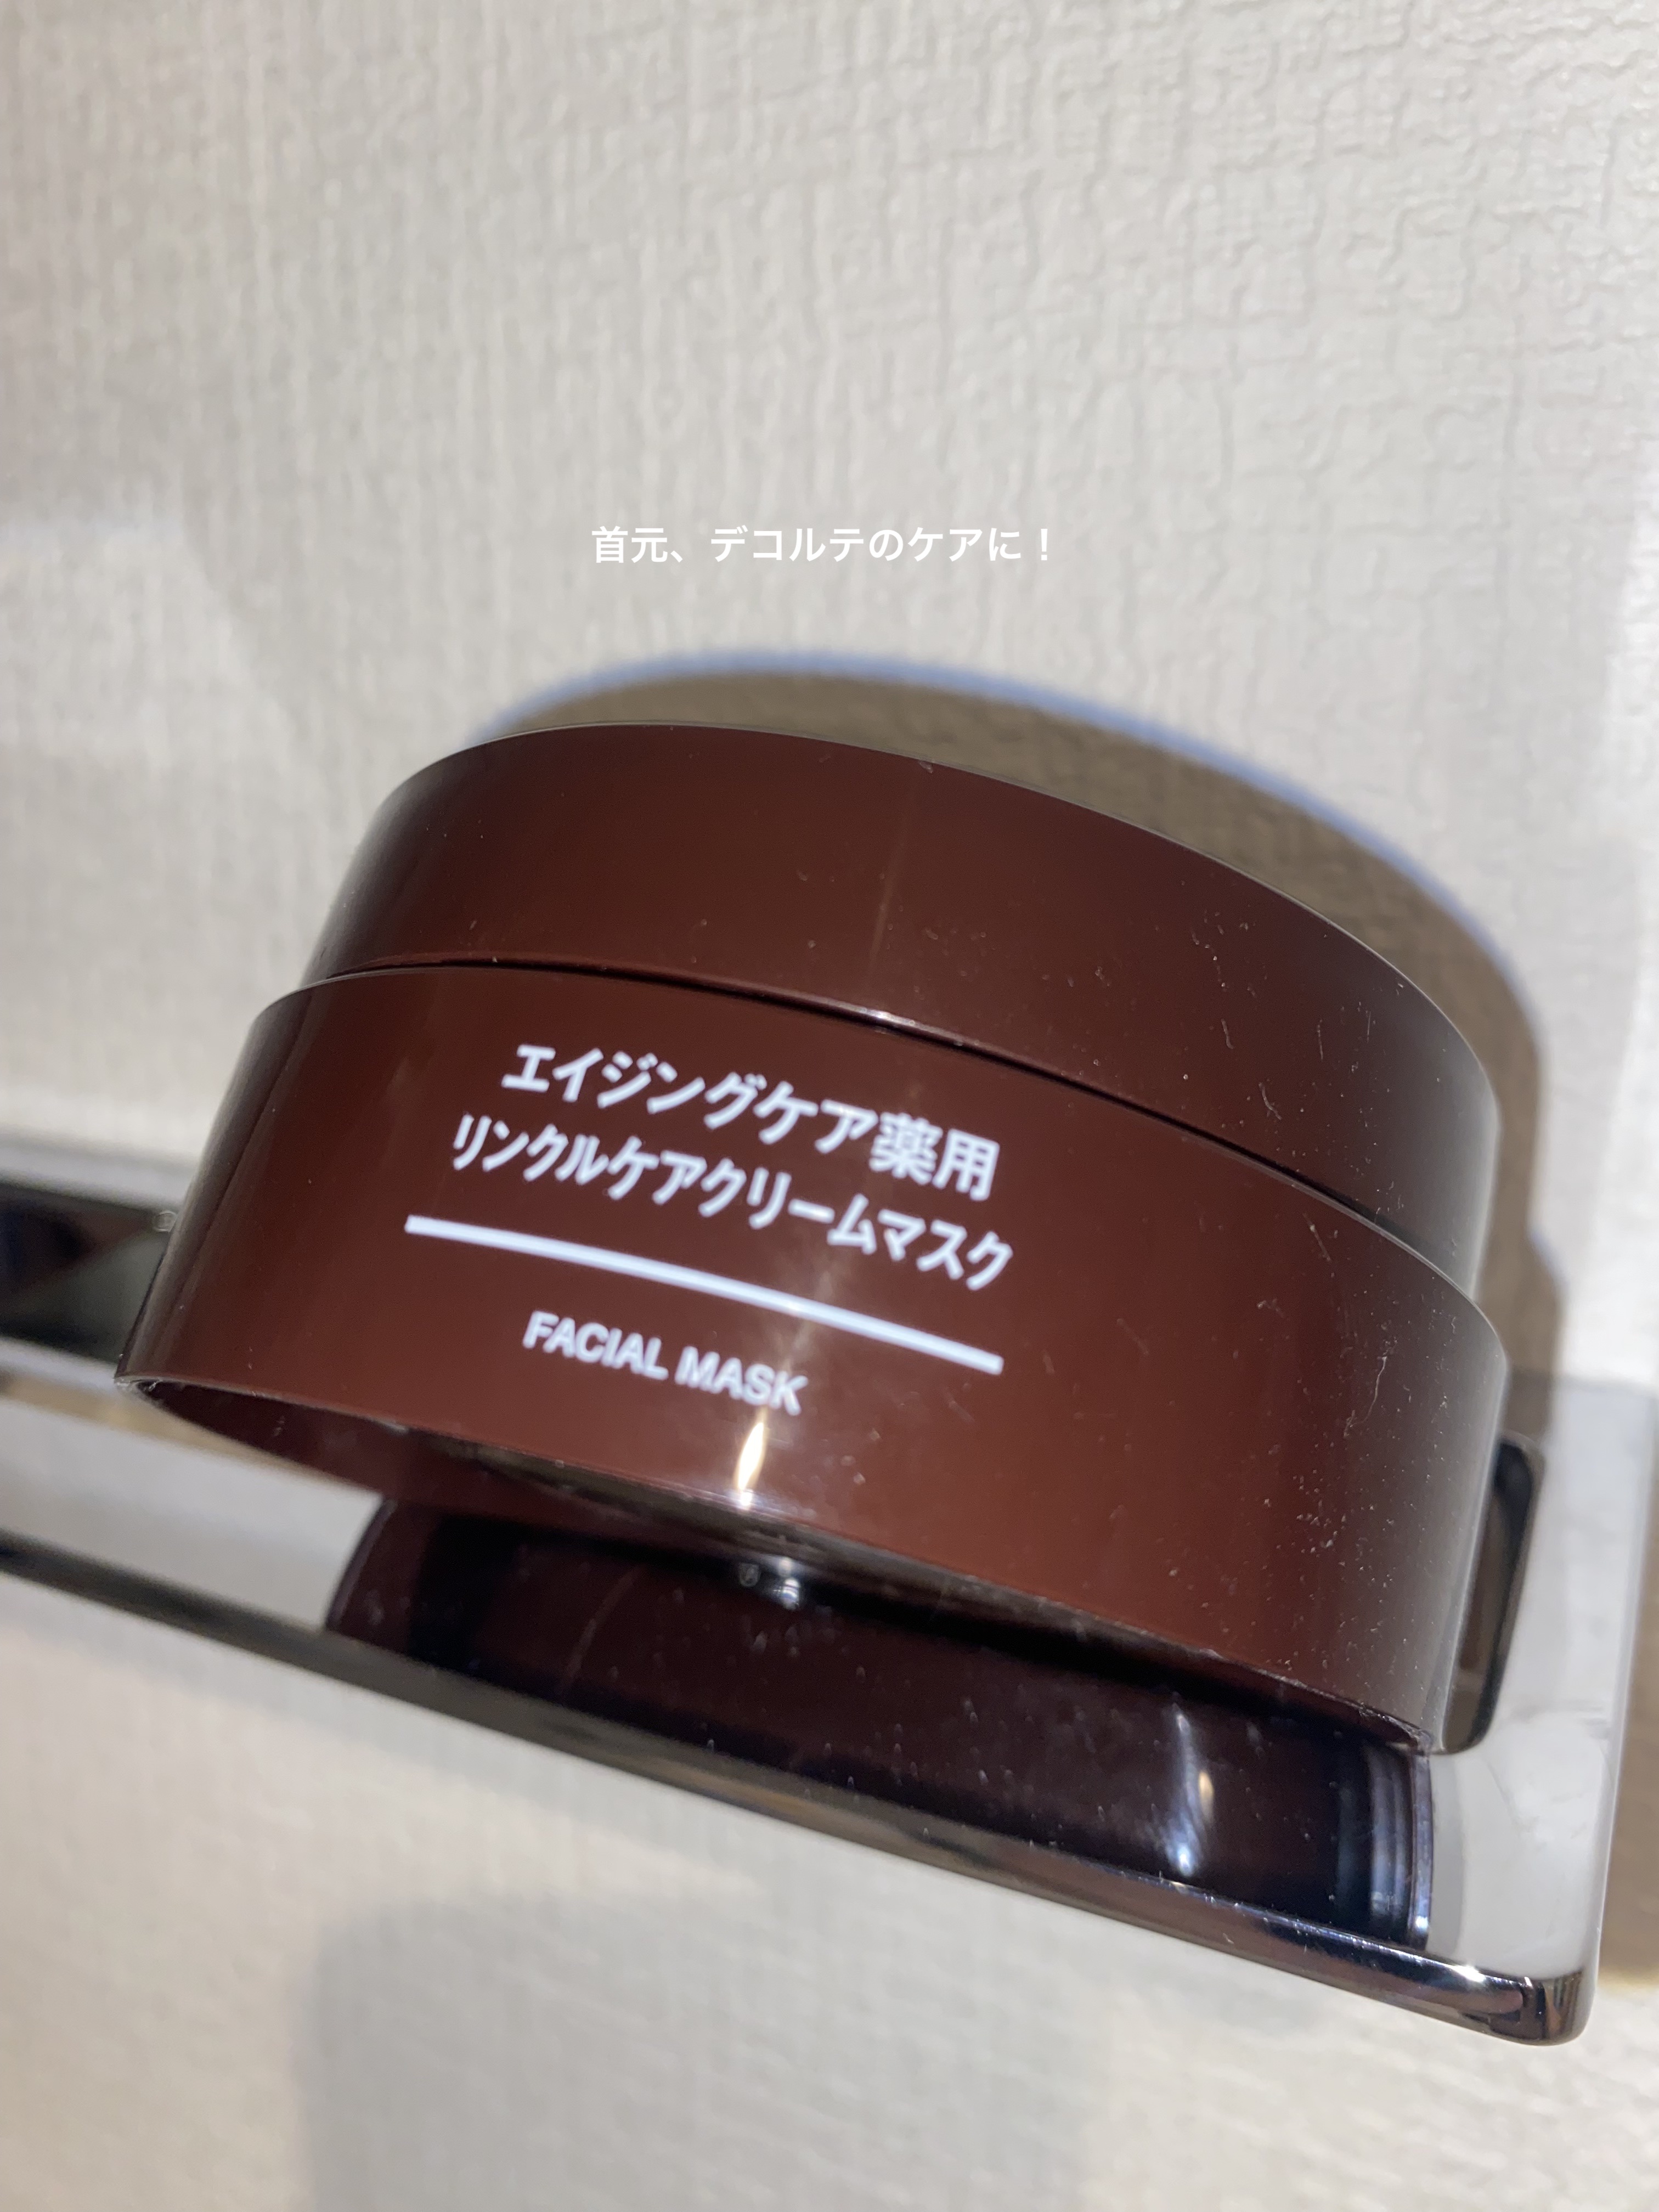 首元、デコルテのケアに！
エイジングケア薬用
リンクルケアクリームマスク
FACIAL MASK